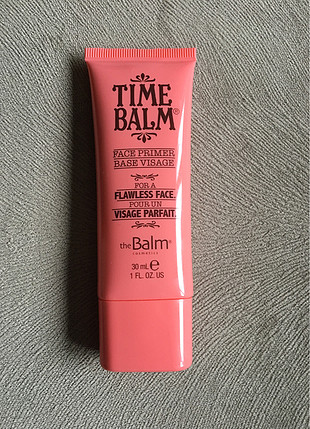 TIME
BALM®
FACE PRIMER
BASE VISAGE
FOR A
FLAWLESS FACE.
POUR UN
VISAGE PARFAIT.
theBalm®
cosmetics
30 mL℮
1 FL. OZ. US